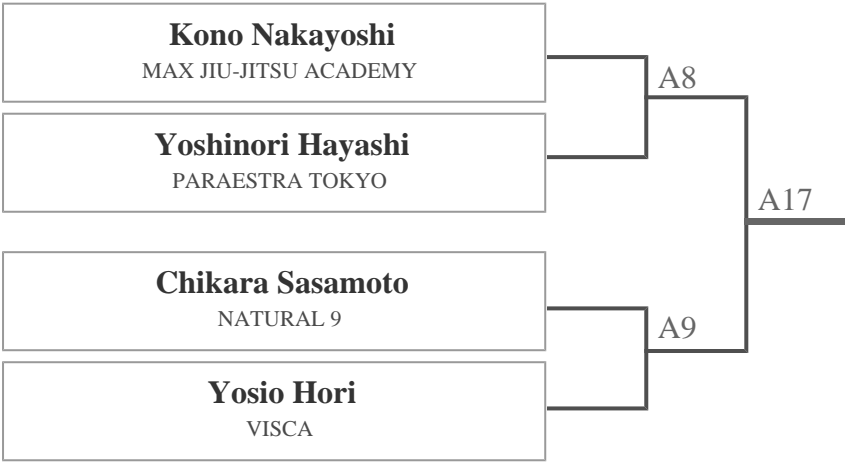 Kono Nakayoshi
MAX JIU-JITSU ACADEMY
A8
Yoshinori Hayashi
PARAESTRA TOKYO
A17
Chikara Sasamoto
NATURAL 9
A9
Yosio Hori
VISCA